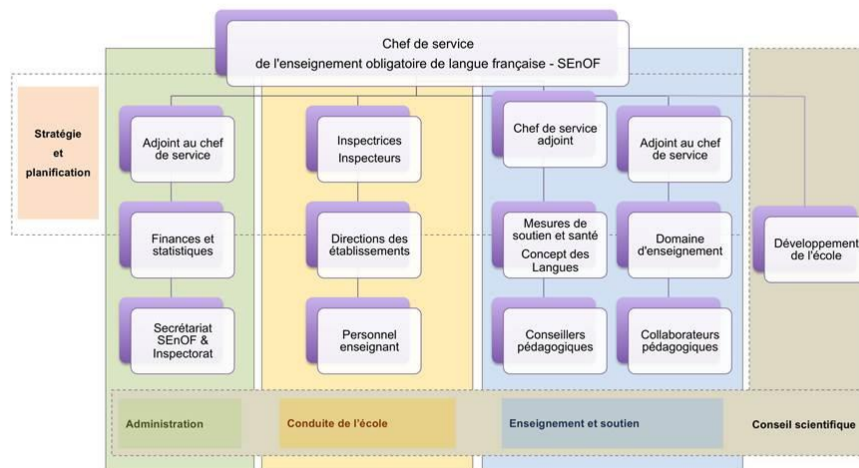 Chef de service
de l'enseignement obligatoire de langue française - SEnOF
Stratégie
et
planification
Adjoint au chef
de service
Inspectrices
Inspecteurs
Chef de service
adjoint
Adjoint au chef
de service
Finances et
statistiques
Directions des
établissements
Mesures de
soutien et santé
Concept des
Langues
Domaine
d'enseignement
Développement
de l'école
Secrétariat
SEnOF &
Inspectorat
Personnel
enseignant
Conseillers
pédagogiques
Collaborateurs
pédagogiques
Administration
Conduite de l'école
Enseignement et soutien
Conseil scientifique